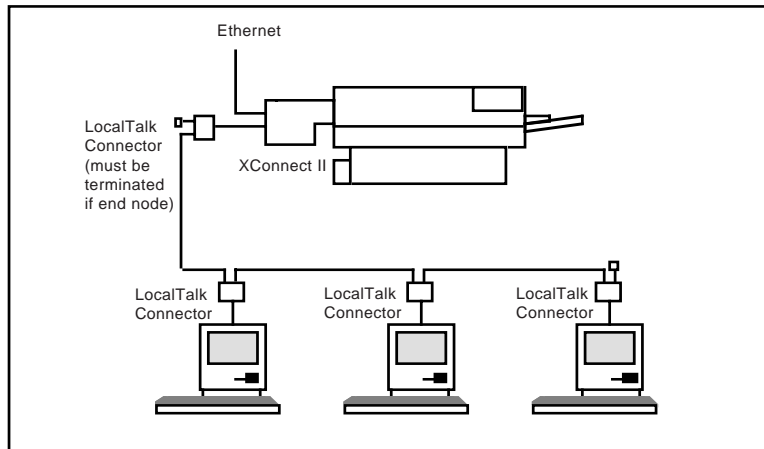 Ethernet
LocalTalk
Connector
(must be
terminated
if end node)
XConnect II
LocalTalk
Connector
LocalTalk
Connector
LocalTalk
Connector